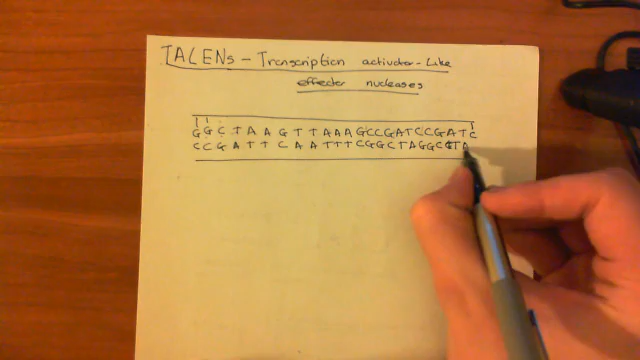 TALENs - Transcription activator-Like
effector nucleases
GGCTAAGTTAAAGCCGATCCGATC
CCGATTCAATTTCGGCTAGGCTA